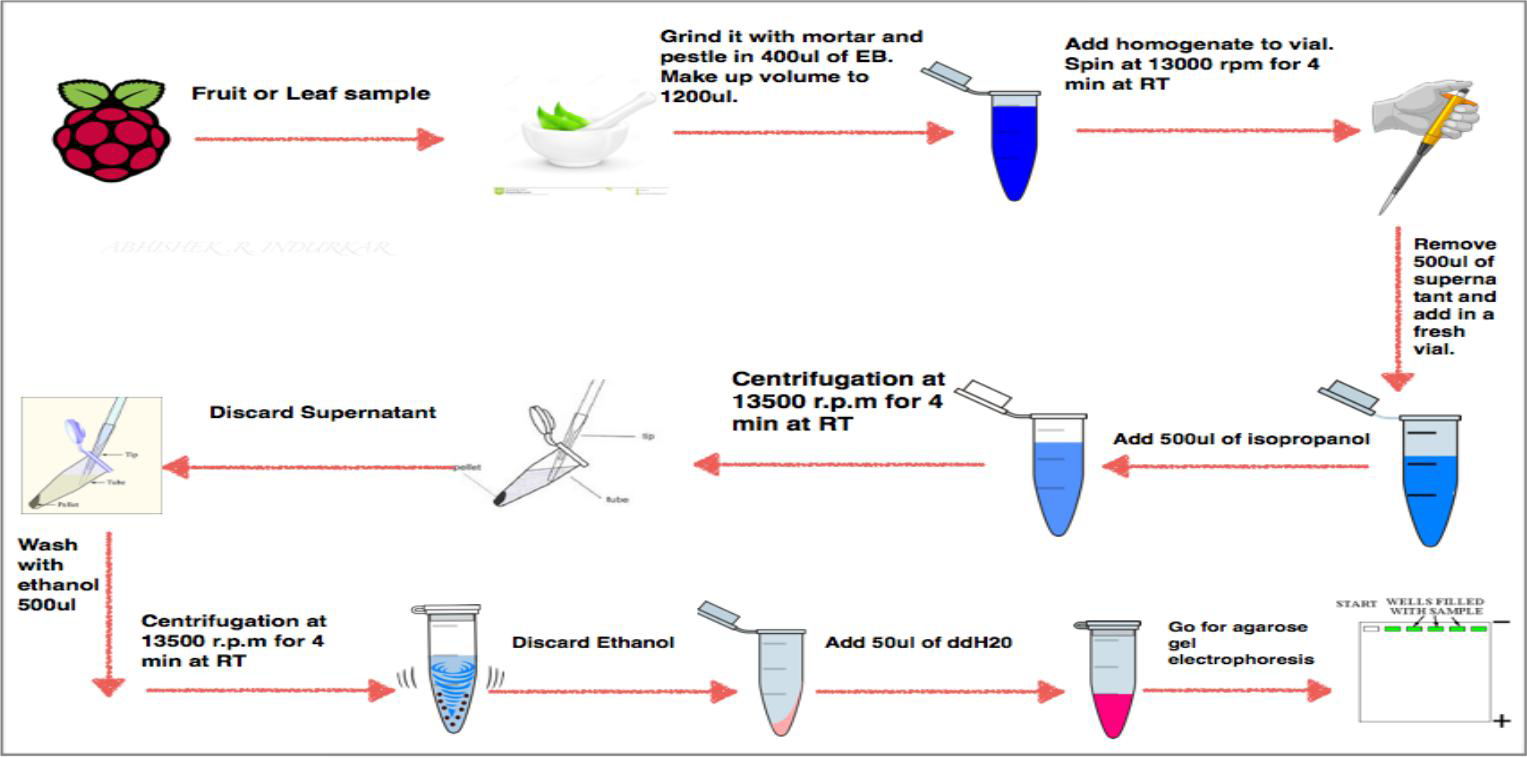 Fruit or Leaf sample
Grind it with mortar and
pestle in 400ul of EB.
Make up volume to
1200ul.
Add homogenate to vial.
Spin at 13000 rpm for 4
min at RT
ABHISHEK .R. INDURKAR
Remove
500ul of
superna
tant and
add in a
fresh
vial.
Add 500ul of isopropanol
Centrifugation at
13500 r.p.m for 4
min at RT
tip
pellet
tube
Discard Supernatant
Tip
Tube
Pellet
Wash
with
ethanol
500ul
Centrifugation at
13500 r.p.m for 4
min at RT
Discard Ethanol
Add 50ul of ddH20
Go for agarose
gel
electrophoresis
START WELLS FILLED
WITH SAMPLE
−
+